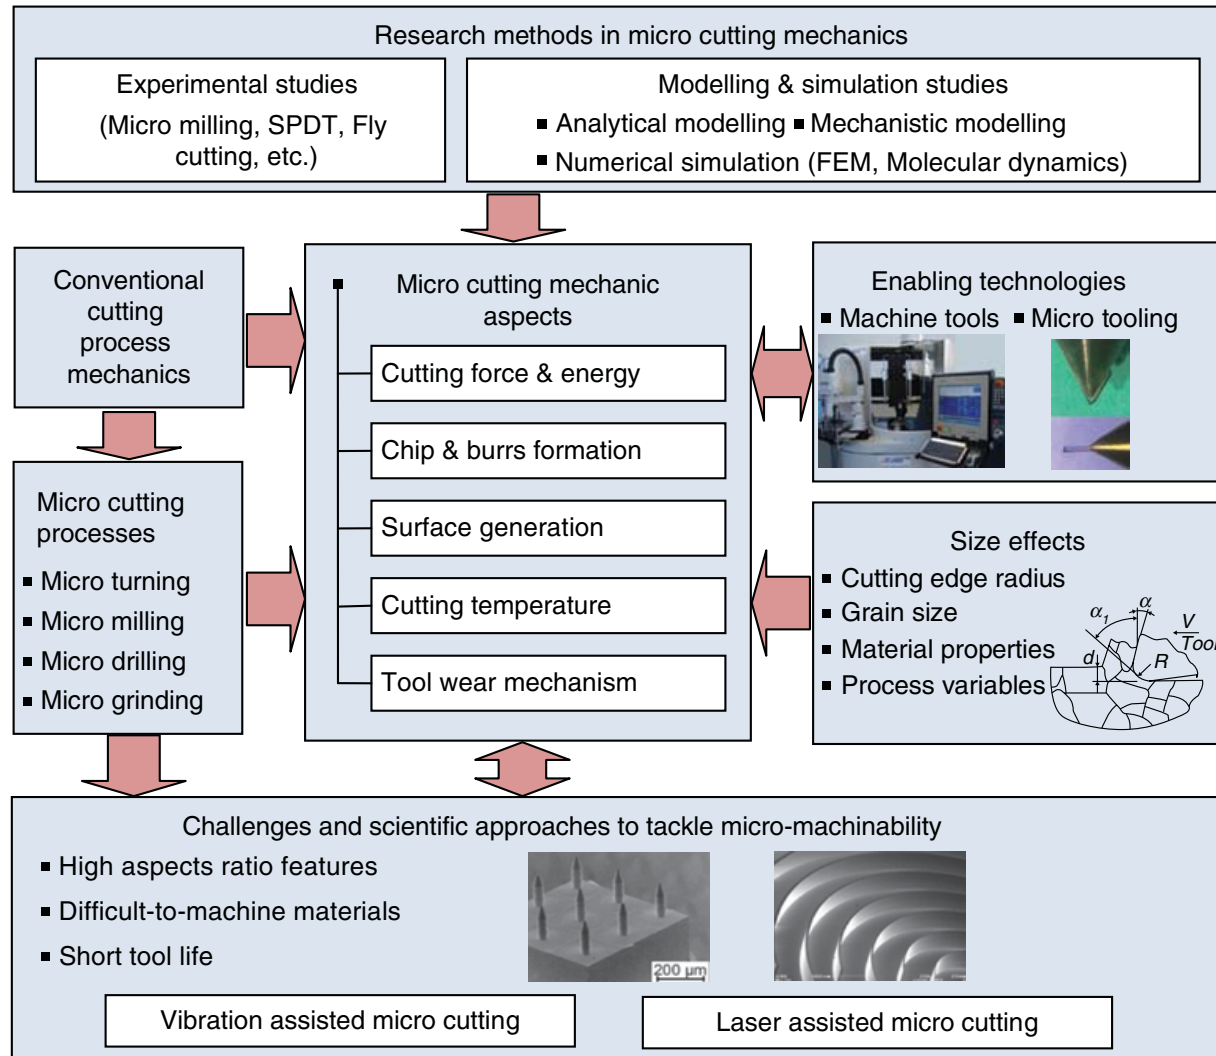 Research methods in micro cutting mechanics
Experimental studies
(Micro milling, SPDT, Fly
cutting, etc.)
Modelling & simulation studies
▪ Analytical modelling ▪ Mechanistic modelling
▪ Numerical simulation (FEM, Molecular dynamics)
Conventional
cutting
process
mechanics
Micro cutting
processes
▪ Micro turning
▪ Micro milling
▪ Micro drilling
▪ Micro grinding
▪ Micro cutting mechanic
aspects
Cutting force & energy
Chip & burrs formation
Surface generation
Cutting temperature
Tool wear mechanism
Enabling technologies
▪ Machine tools ▪ Micro tooling
Size effects
▪ Cutting edge radius
▪ Grain size
▪ Material properties
▪ Process variables
α
α1
V
Tool
d
R
Challenges and scientific approaches to tackle micro-machinability
▪ High aspects ratio features
▪ Difficult-to-machine materials
▪ Short tool life
200 µm
Vibration assisted micro cutting
Laser assisted micro cutting